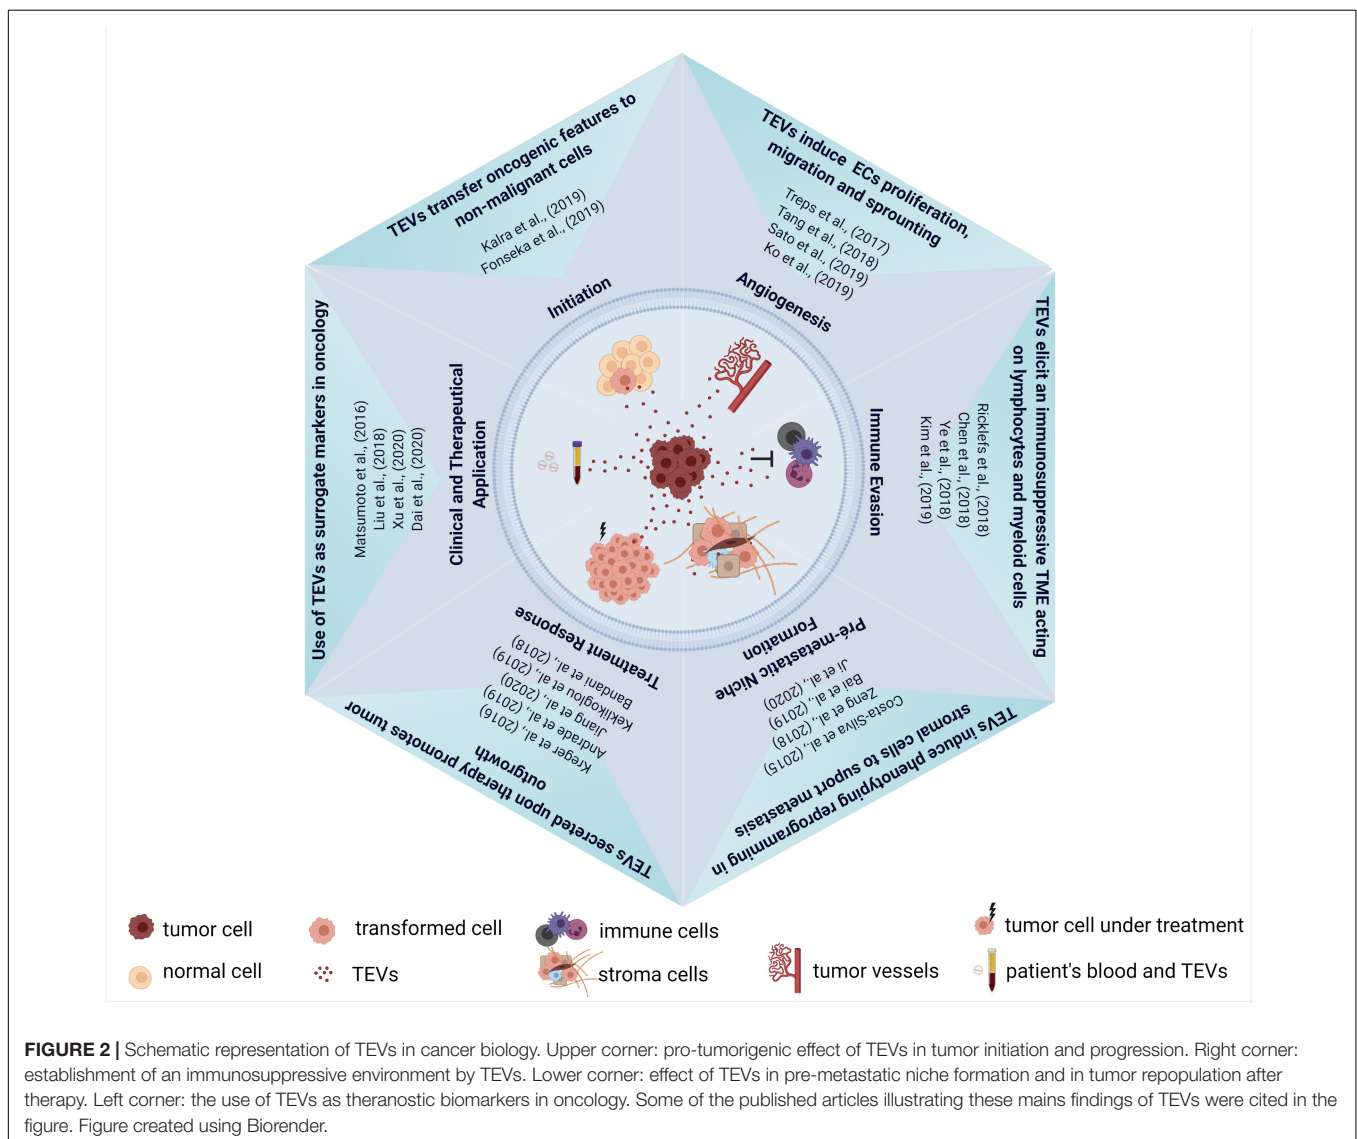 TEVs transfer oncogenic features to
non-malignant cells
Kalra et al., (2019)
Fonseka et al., (2019)
Initiation
TEVs induce ECs proliferation,
migration and sprounting
Treps et al., (2017)
Tang et al., (2018)
Sato et al., (2019)
Ko et al., (2019)
Angiogenesis
TEVs elicit an immunosuppressive TME acting
on lymphocytes and myeloid cells
Ricklefs et al., (2018)
Chen et al., (2018)
Ye et al., (2018)
Kim et al., (2019)
Immune Evasion
TEVs induce phenotyping reprogramming in
stromal cells to suport metastasis
Costa-Silva et al., (2015)
Zeng et al., (2018)
Bai et al., (2019)
Ji et al., (2020)
Pré-metastatic Niche
Formation
TEVs secreted upon therapy promotes tumor
outgrowth
Kreger et al., (2016)
Andrade et al., (2019)
Jiang et al., (2020)
Keklikoglou et al., (2019)
Bandani et al., (2018)
Treatment Response
Use of TEVs as surrogate markers in oncology
Matsumoto et al., (2016)
Liu et al., (2018)
Xu et al., (2020)
Dai et al., (2020)
Clinical and Therapeutical
Application
tumor cell
transformed cell
immune cells
tumor cell under treatment
normal cell
TEVs
stroma cells
tumor vessels
patient's blood and TEVs
FIGURE 2 | Schematic representation of TEVs in cancer biology. Upper corner: pro-tumorigenic effect of TEVs in tumor initiation and progression. Right corner:
establishment of an immunosuppressive environment by TEVs. Lower corner: effect of TEVs in pre-metastatic niche formation and in tumor repopulation after
therapy. Left corner: the use of TEVs as theranostic biomarkers in oncology. Some of the published articles illustrating these mains findings of TEVs were cited in the
figure. Figure created using Biorender.